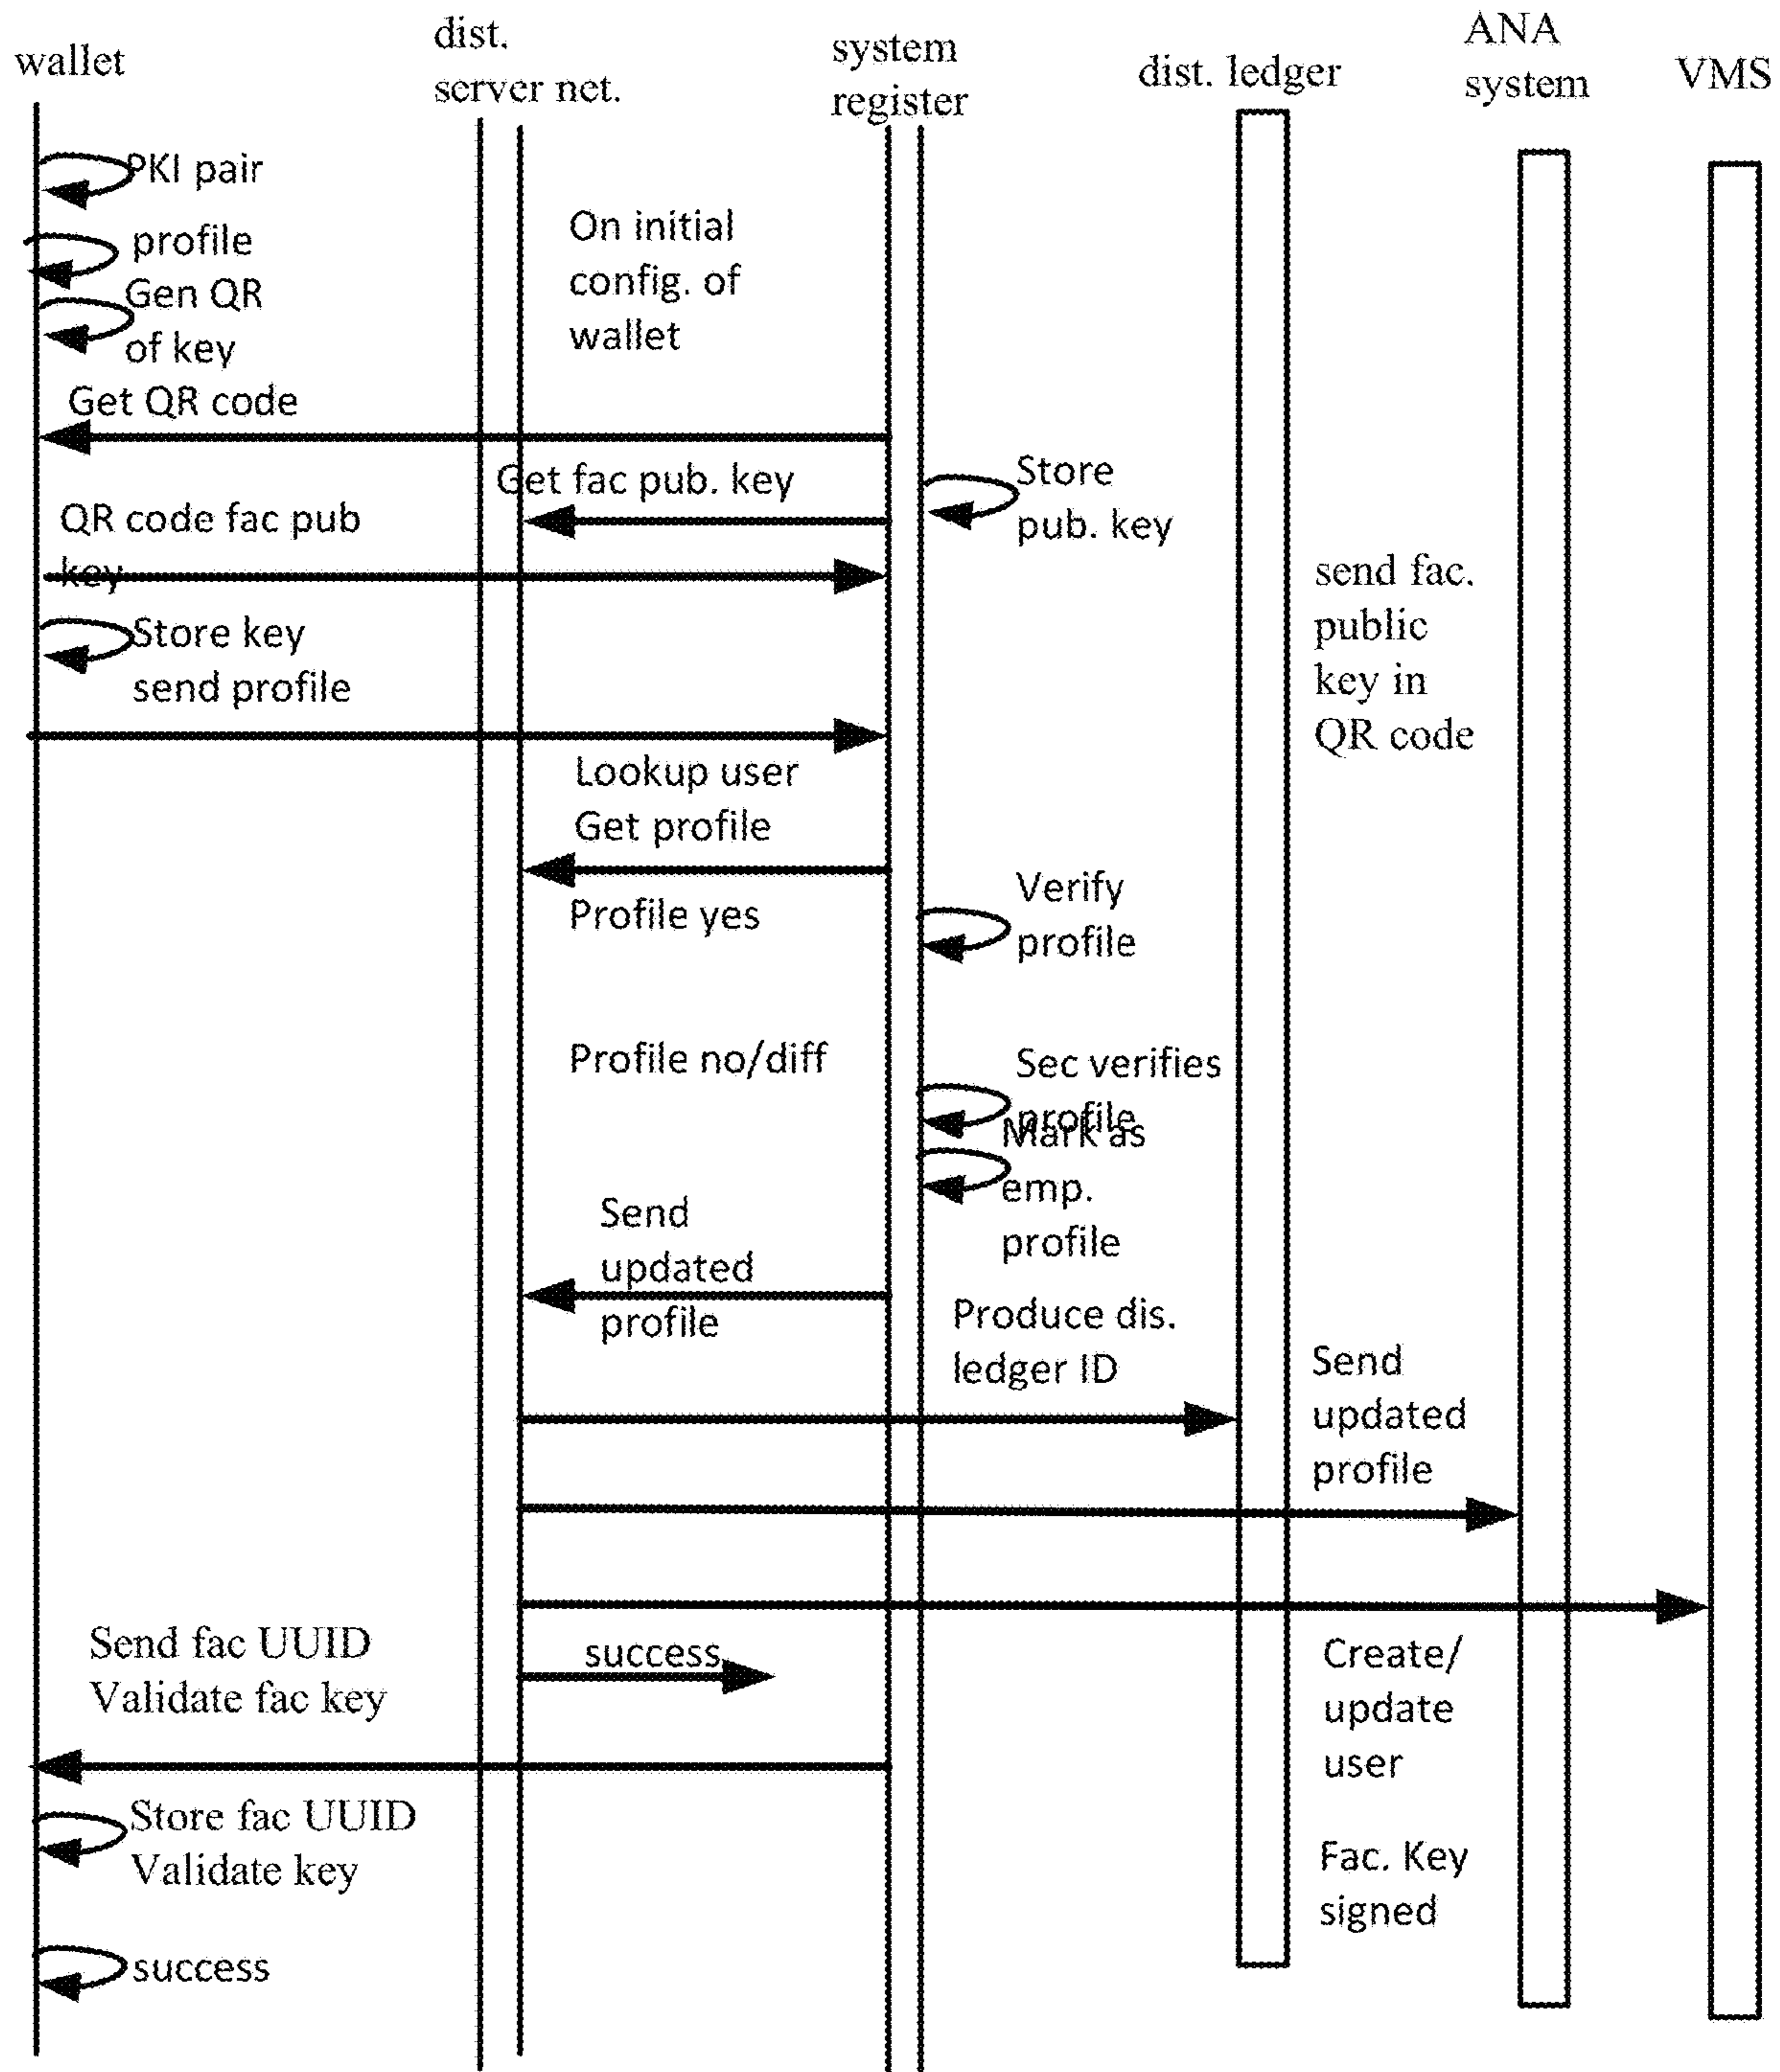 wallet
dist.
server net.
system
register
dist. ledger
ANA
system
VMS
PKI pair
profile
Gen QR
of key
On initial
config. of
wallet
Get QR code
Get fac pub. key
Store
pub. key
QR code fac pub
key
send fac.
public
key in
QR code
Store key
send profile
Lookup user
Get profile
Profile yes
Verify
profile
Profile no/diff
Sec verifies
profile
Mark as
emp.
profile
Send
updated
profile
Produce dis.
ledger ID
Send
updated
profile
Send fac UUID
Validate fac key
success
Create/
update
user
Store fac UUID
Validate key
Fac. Key
signed
success